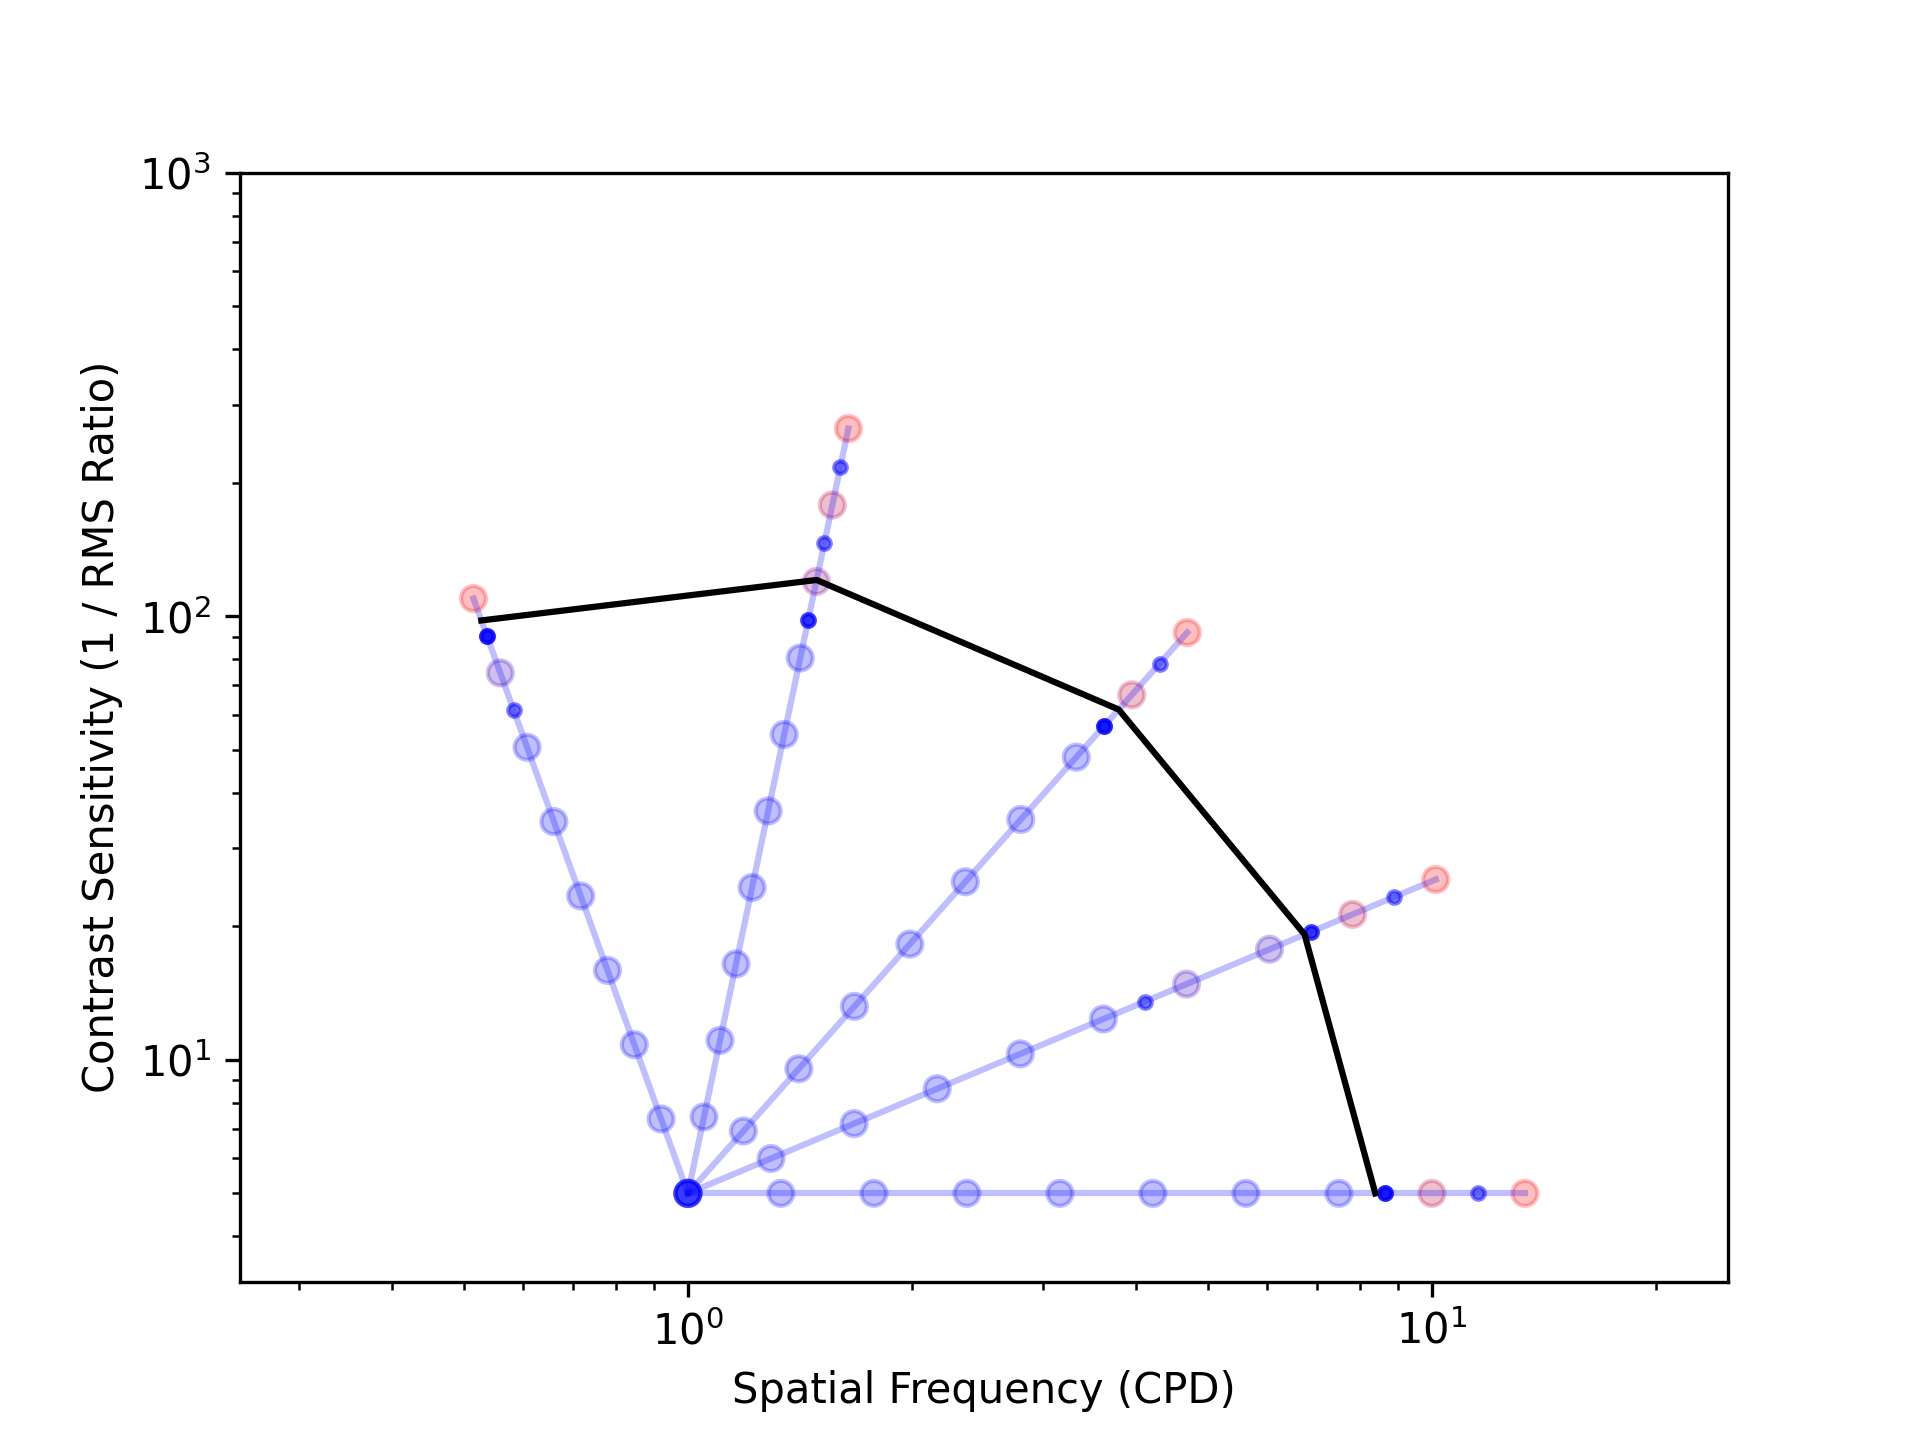 10³
10²
10¹
Contrast Sensitivity (1 / RMS Ratio)
10⁰ 10¹
Spatial Frequency (CPD)